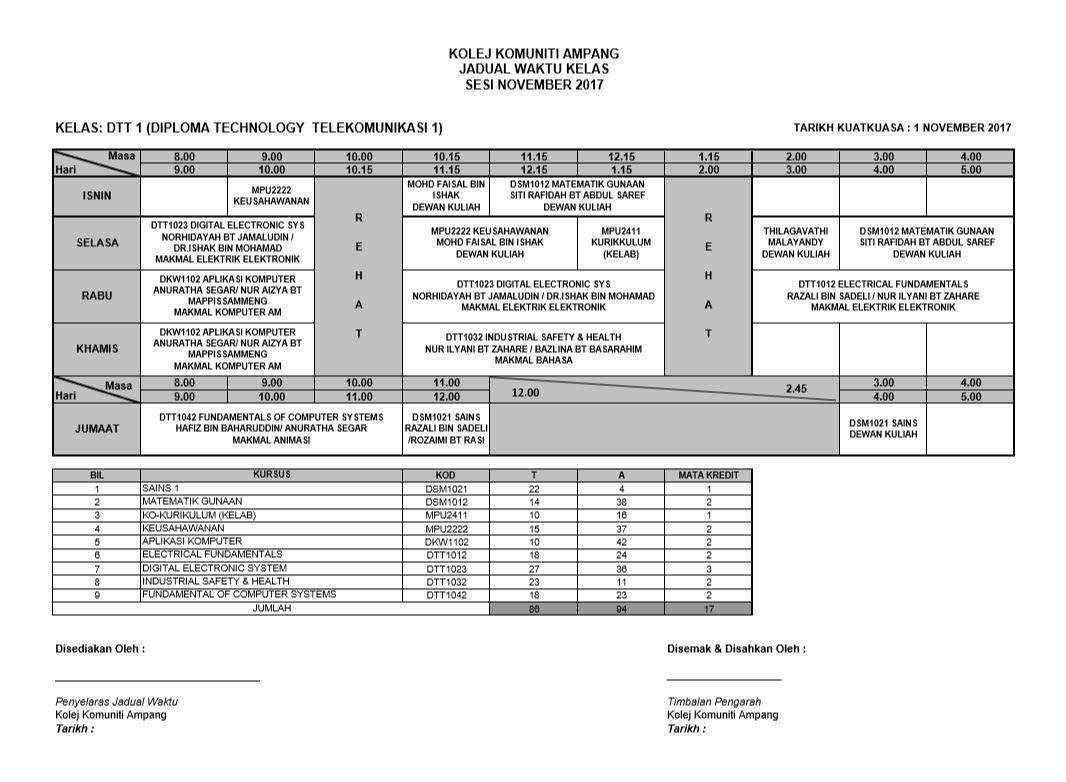 KOLEJ KOMUNITI AMPANG
JADUAL WAKTU KELAS
SESI NOVEMBER 2017
KELAS: DTT 1 (DIPLOMA TECHNOLOGY TELEKOMUNIKASI 1)
TARIKH KUATKUASA : 1 NOVEMBER 2017
Masa 8.00 9.00 10.00 10.15 11.15 12.15 1.15 2.00 3.00 4.00
Hari 9.00 10.00 10.15 11.15 12.15 1.15 2.00 3.00 4.00 5.00
ISNIN
MPU2222
KEUSAHAWANAN
MOHD FAISAL BIN
ISHAK
DEWAN KULIAH
DSM1012 MATEMATIK GUNAAN
SITI RAFIDAH BT ABDUL SAREF
DEWAN KULIAH
R
E
H
A
T
R
E
H
A
T
SELASA
DTT1023 DIGITAL ELECTRONIC SYS
NORHIDAYAH BT JAMALUDIN /
DR.ISHAK BIN MOHAMAD
MAKMAL ELEKTRIK ELEKTRONIK
MPU2222 KEUSAHAWANAN
MOHD FAISAL BIN ISHAK
DEWAN KULIAH
MPU2411
KURIKKULUM
(KELAB)
THILAGAVATHI
MALAYANDY
DEWAN KULIAH
DSM1012 MATEMATIK GUNAAN
SITI RAFIDAH BT ABDUL SAREF
DEWAN KULIAH
RABU
DKW1102 APLIKASI KOMPUTER
ANURATHA SEGAR/ NUR AIZYA BT
MAPPISSAMMENG
MAKMAL KOMPUTER AM
DTT1023 DIGITAL ELECTRONIC SYS
NORHIDAYAH BT JAMALUDIN / DR.ISHAK BIN MOHAMAD
MAKMAL ELEKTRIK ELEKTRONIK
DTT1012 ELECTRICAL FUNDAMENTALS
RAZALI BIN SADELI / NUR ILYANI BT ZAHARE
MAKMAL ELEKTRIK ELEKTRONIK
KHAMIS
DKW1102 APLIKASI KOMPUTER
ANURATHA SEGAR/ NUR AIZYA BT
MAPPISSAMMENG
MAKMAL KOMPUTER AM
DTT1032 INDUSTRIAL SAFETY & HEALTH
NUR ILYANI BT ZAHARE / BAZLINA BT BASARAHIM
MAKMAL BAHASA
Masa 8.00 9.00 10.00 11.00 12.00 2.45 3.00 4.00
Hari 9.00 10.00 11.00 12.00 4.00 5.00
JUMAAT
DTT1042 FUNDAMENTALS OF COMPUTER SYSTEMS
HAFIZ BIN BAHARUDDIN/ ANURATHA SEGAR
MAKMAL ANIMASI
DSM1021 SAINS
RAZALI BIN SADELI
/ROZAIMI BT RASI
DSM1021 SAINS
DEWAN KULIAH
BIL KURSUS KOD T A MATA KREDIT
1 SAINS 1 DSM1021 22 4 1
2 MATEMATIK GUNAAN DSM1012 14 38 2
3 KO-KURIKULUM (KELAB) MPU2411 10 16 1
4 KEUSAHAWANAN MPU2222 15 37 2
5 APLIKASI KOMPUTER DKW1102 10 42 2
6 ELECTRICAL FUNDAMENTALS DTT1012 18 24 2
7 DIGITAL ELECTRONIC SYSTEM DTT1023 27 36 3
8 INDUSTRIAL SAFETY & HEALTH DTT1032 23 11 2
9 FUNDAMENTAL OF COMPUTER SYSTEMS DTT1042 18 23 2
JUMLAH 86 94 17
Disediakan Oleh :
Disemak & Disahkan Oleh :
Penyelaras Jadual Waktu
Kolej Komuniti Ampang
Tarikh :
Timbalan Pengarah
Kolej Komuniti Ampang
Tarikh :